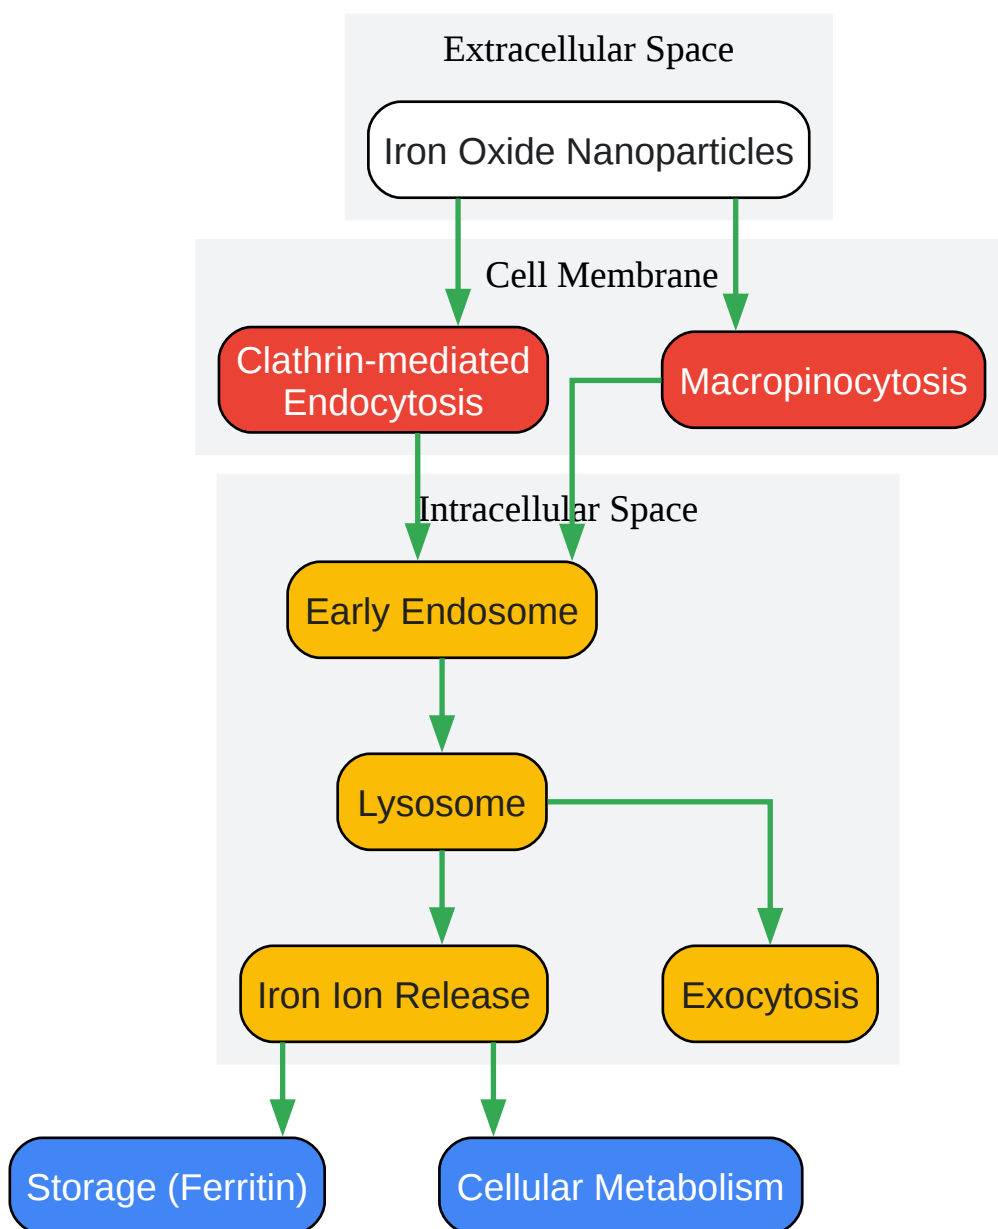 Extracellular Space
Iron Oxide Nanoparticles
Cell Membrane
Clathrin-mediated
Endocytosis
Macropinocytosis
Intracellular Space
Early Endosome
Lysosome
Iron Ion Release
Exocytosis
Storage (Ferritin)
Cellular Metabolism